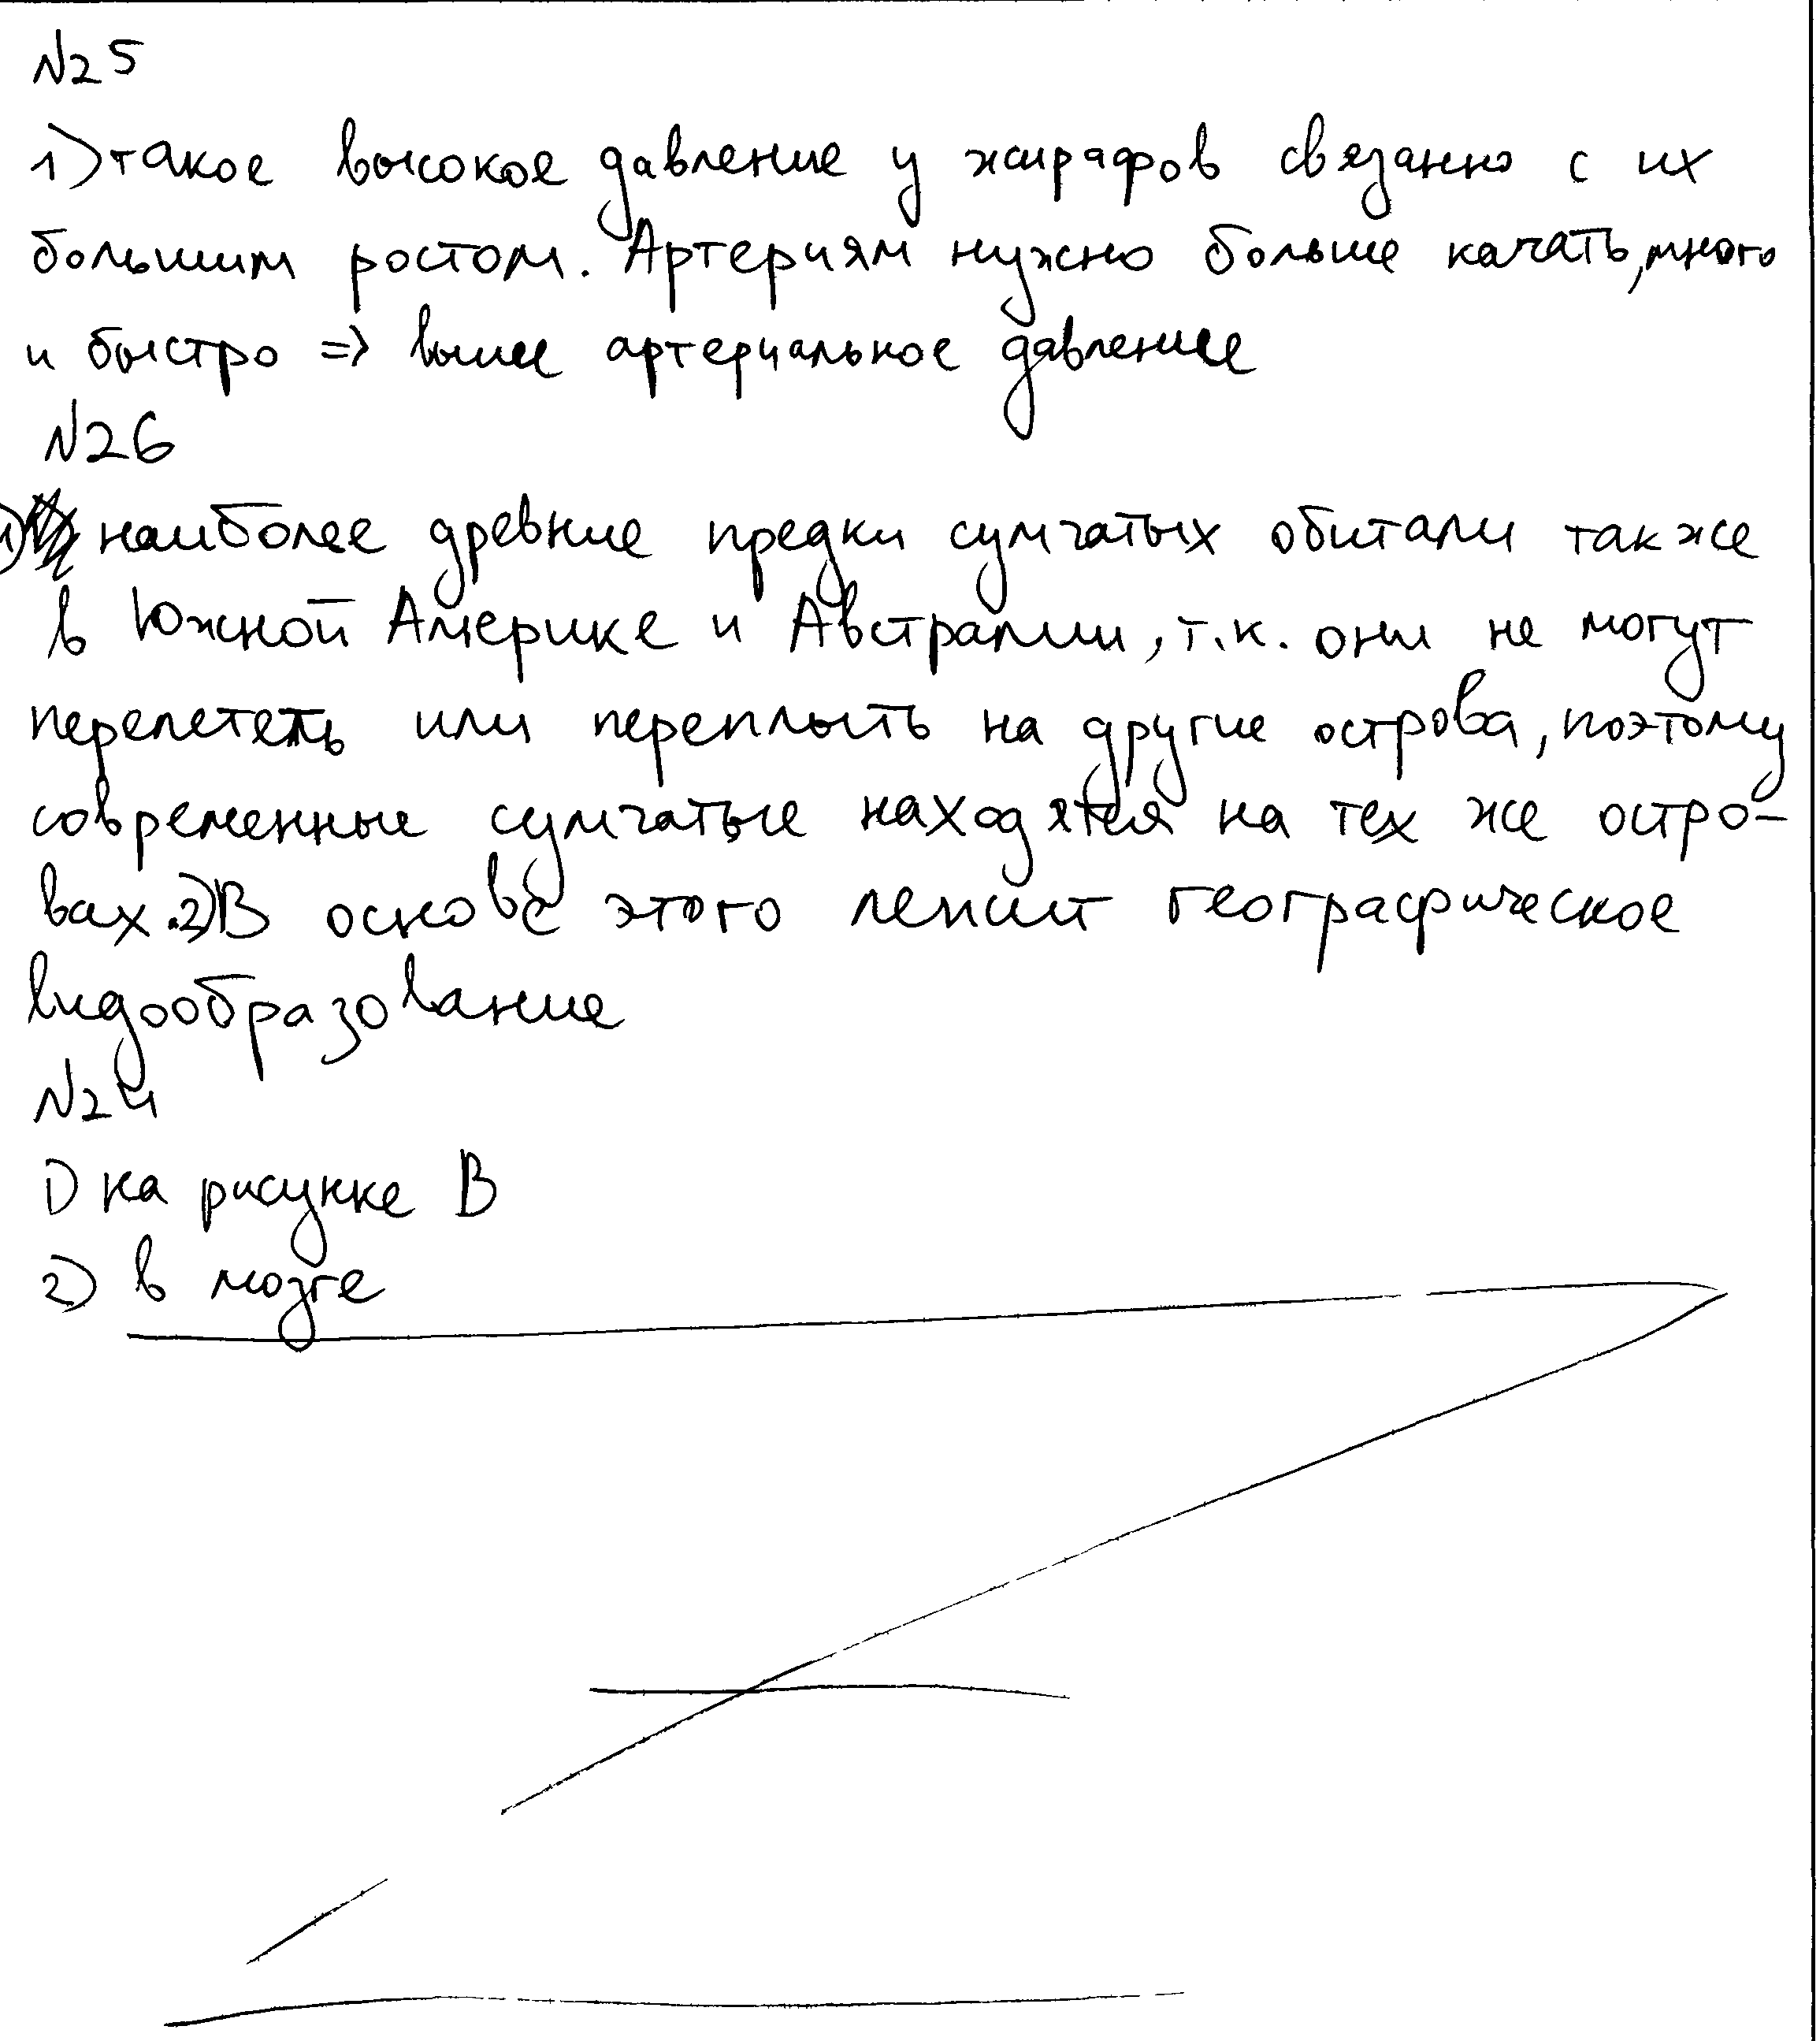 №25
1) такое высокое давление у жирафов связанно с их
большим ростом. Артериям нужно больше качать, много
и быстро => выше артериальное давление
№26
1) наиболее древние предки сумчатых обитали также
в Южной Америке и Австралии, т.к. они не могут
перелететь или переплыть на другие острова, поэтому
современные сумчатые находятся на тех же остро-
вах. 2) В основе этого лежит географическое
видообразование
№24
1) на рисунке В
2) в мозге